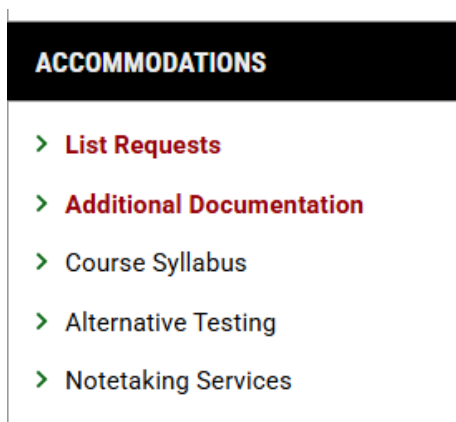 ACCOMMODATIONS
List Requests
Additional Documentation
Course Syllabus
Alternative Testing
Notetaking Services